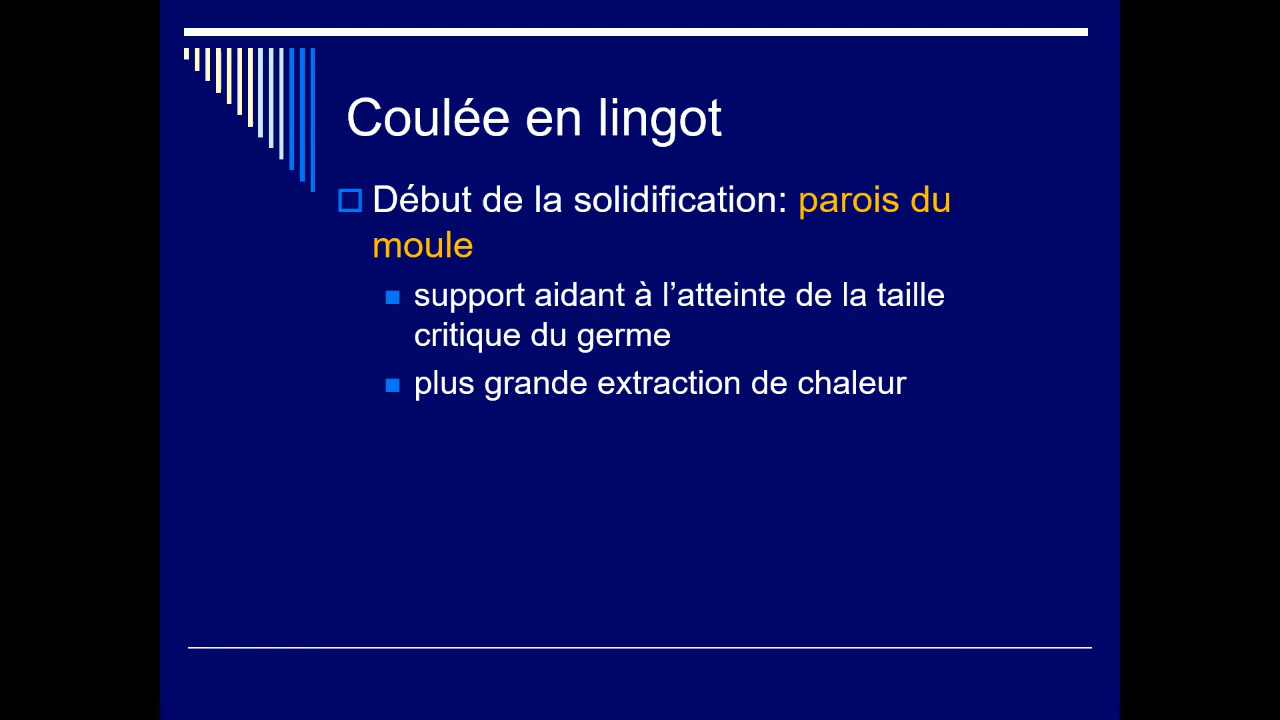 Coulée en lingot
Début de la solidification: parois du
moule
support aidant à l’atteinte de la taille
critique du germe
plus grande extraction de chaleur